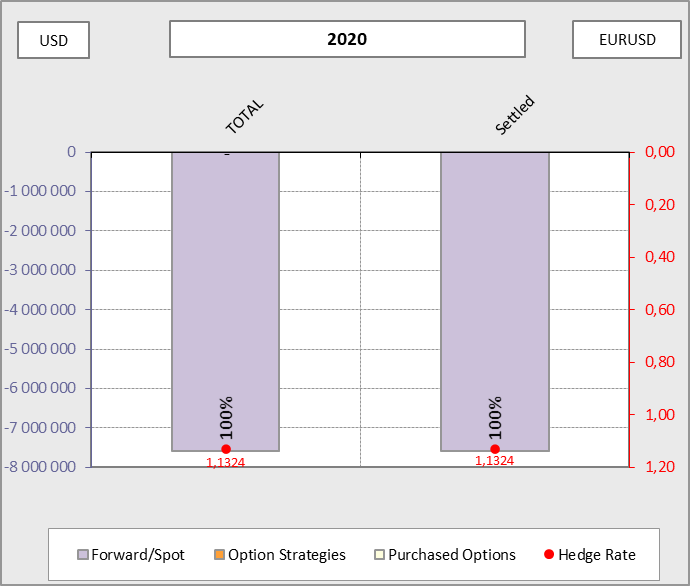 USD
2020
EURUSD
TOTAL
Settled
0
-1 000 000
-2 000 000
-3 000 000
-4 000 000
-5 000 000
-6 000 000
-7 000 000
-8 000 000
-
100%
1,1324
100%
1,1324
0,00
0,20
0,40
0,60
0,80
1,00
1,20
Forward/Spot
Option Strategies
Purchased Options
Hedge Rate